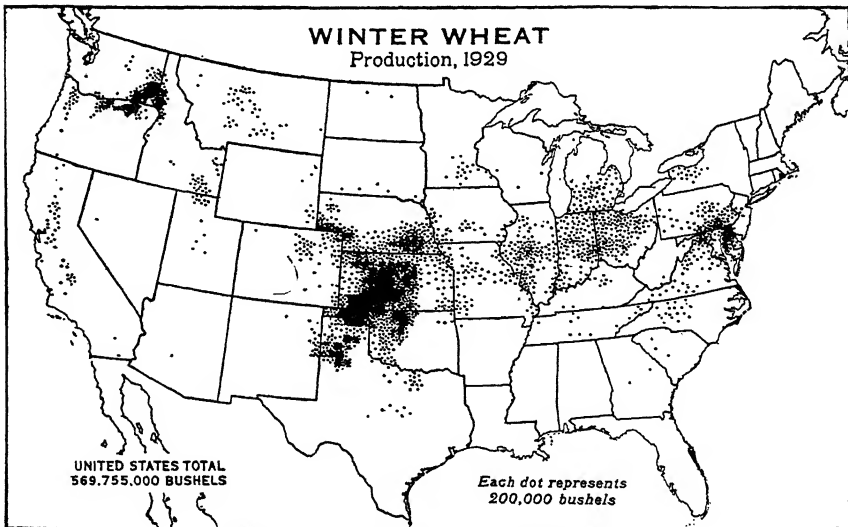 WINTER WHEAT
Production, 1929
UNITED STATES TOTAL
569,755,000 BUSHELS
Each dot represents
200,000 bushels